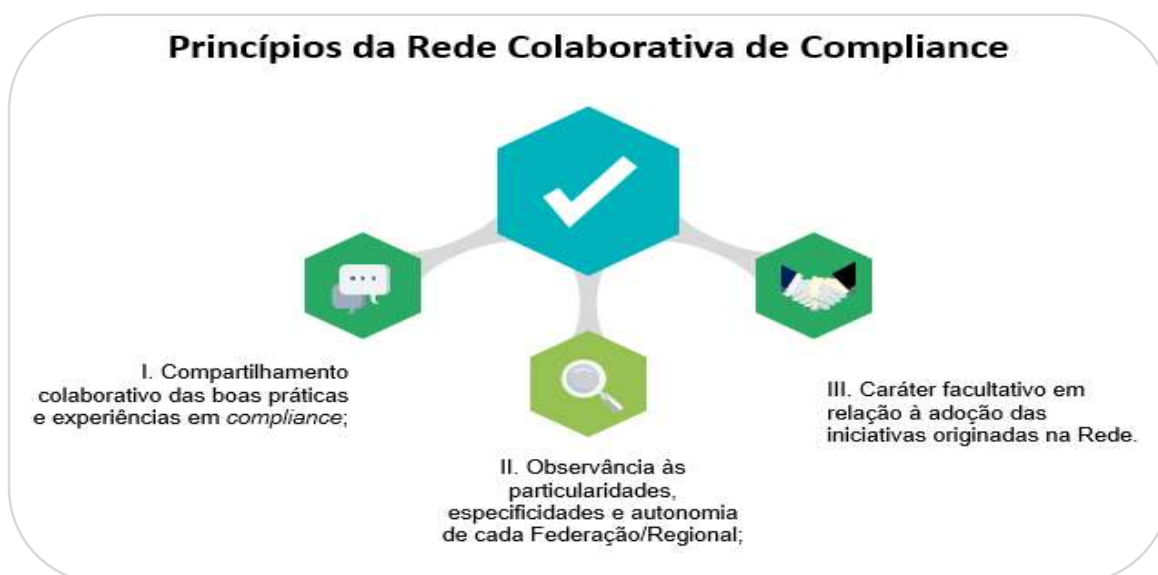 Princípios da Rede Colaborativa de Compliance
I. Compartilhamento
colaborativo das boas práticas
e experiências em compliance;
II. Observância às
particularidades,
especificidades e autonomia
de cada Federação/Regional;
III. Caráter facultativo em
relação à adoção das
iniciativas originadas na Rede.